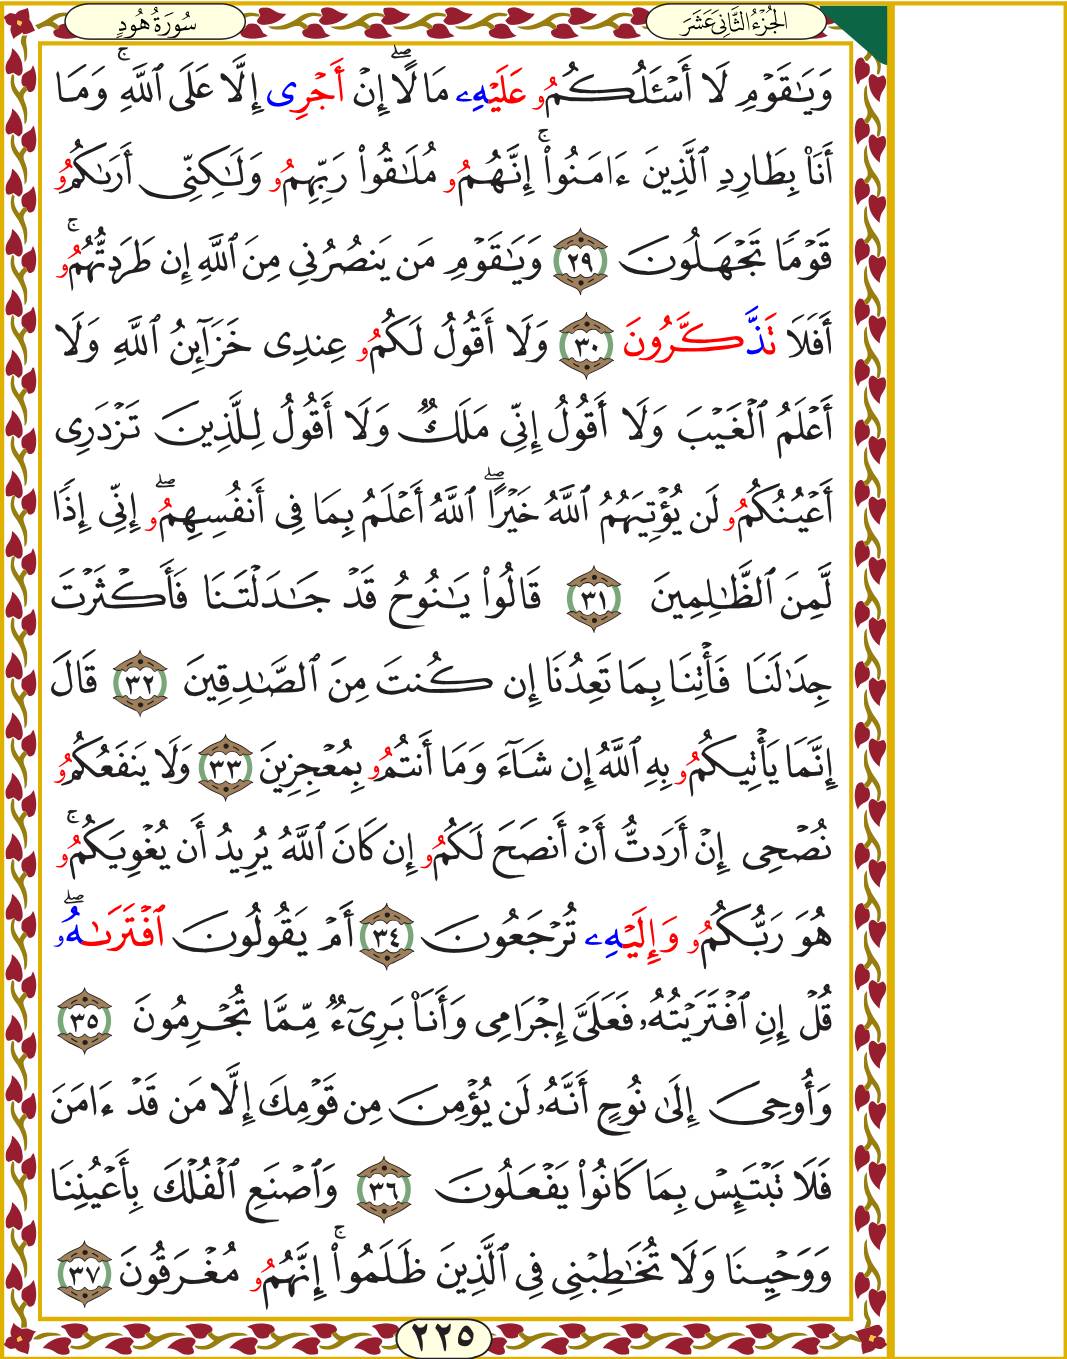 الجُزْءُ الثَّانِيَ عَشَرَ
سُورَةُ هُودٍ
وَيَـٰقَوْمِ لَا أَسْـَٔلُكُمُۥ عَلَيْهِۦ مَالًا ۖ إِنْ أَجْرِى إِلَّا عَلَى ٱللَّهِ ۚ وَمَا
أَنَا۠ بِطَارِدِ ٱلَّذِينَ ءَامَنُوا۟ ۚ إِنَّهُمُۥ مُلَـٰقُوا۟ رَبِّهِمُۥ وَلَـٰكِنِّى أَرَىٰكُمُۥ
قَوْمًا تَجْهَلُونَ ٢٩ وَيَـٰقَوْمِ مَن يَنصُرُنِى مِنَ ٱللَّهِ إِن طَرَدتُّهُمُۥ ۚ
أَفَلَا تَذَّكَّرُونَ ٣٠ وَلَا أَقُولُ لَكُمُۥ عِندِى خَزَآئِنُ ٱللَّهِ وَلَا
أَعْلَمُ ٱلْغَيْبَ وَلَا أَقُولُ إِنِّى مَلَكٌ وَلَا أَقُولُ لِلَّذِينَ تَزْدَرِى
أَعْيُنُكُمُۥ لَن يُؤْتِيَهُمُ ٱللَّهُ خَيْرًا ۖ ٱللَّهُ أَعْلَمُ بِمَا فِى أَنفُسِهِمُۥ ۖ إِنِّى إِذًا
لَّمِنَ ٱلظَّـٰلِمِينَ ٣١ قَالُوا۟ يَـٰنُوحُ قَدْ جَـٰدَلْتَنَا فَأَكْثَرْتَ
جِدَٰلَنَا فَأْتِنَا بِمَا تَعِدُنَا إِن كُنتَ مِنَ ٱلصَّـٰدِقِينَ ٣٢ قَالَ
إِنَّمَا يَأْتِيكُمُۥ بِهِ ٱللَّهُ إِن شَآءَ وَمَا أَنتُمُۥ بِمُعْجِزِينَ ٣٣ وَلَا يَنفَعُكُمُۥ
نُصْحِى إِنْ أَرَدتُّ أَنْ أَنصَحَ لَكُمُۥ إِن كَانَ ٱللَّهُ يُرِيدُ أَن يُغْوِيَكُمُۥ ۚ
هُوَ رَبُّكُمُۥ وَإِلَيْهِۦ تُرْجَعُونَ ٣٤ أَمْ يَقُولُونَ ٱفْتَرَىٰهُۥ ۖ
قُلْ إِنِ ٱفْتَرَيْتُهُۥ فَعَلَىَّ إِجْرَامِى وَأَنَا۠ بَرِىٓءٌ مِّمَّا تُجْرِمُونَ ٣٥
وَأُوحِىَ إِلَىٰ نُوحٍ أَنَّهُۥ لَن يُؤْمِنَ مِن قَوْمِكَ إِلَّا مَن قَدْ ءَامَنَ
فَلَا تَبْتَئِسْ بِمَا كَانُوا۟ يَفْعَلُونَ ٣٦ وَٱصْنَعِ ٱلْفُلْكَ بِأَعْيُنِنَا
وَوَحْيِنَا وَلَا تُخَـٰطِبْنِى فِى ٱلَّذِينَ ظَلَمُوا۟ ۚ إِنَّهُمُۥ مُغْرَقُونَ ٣٧
٢٢٥